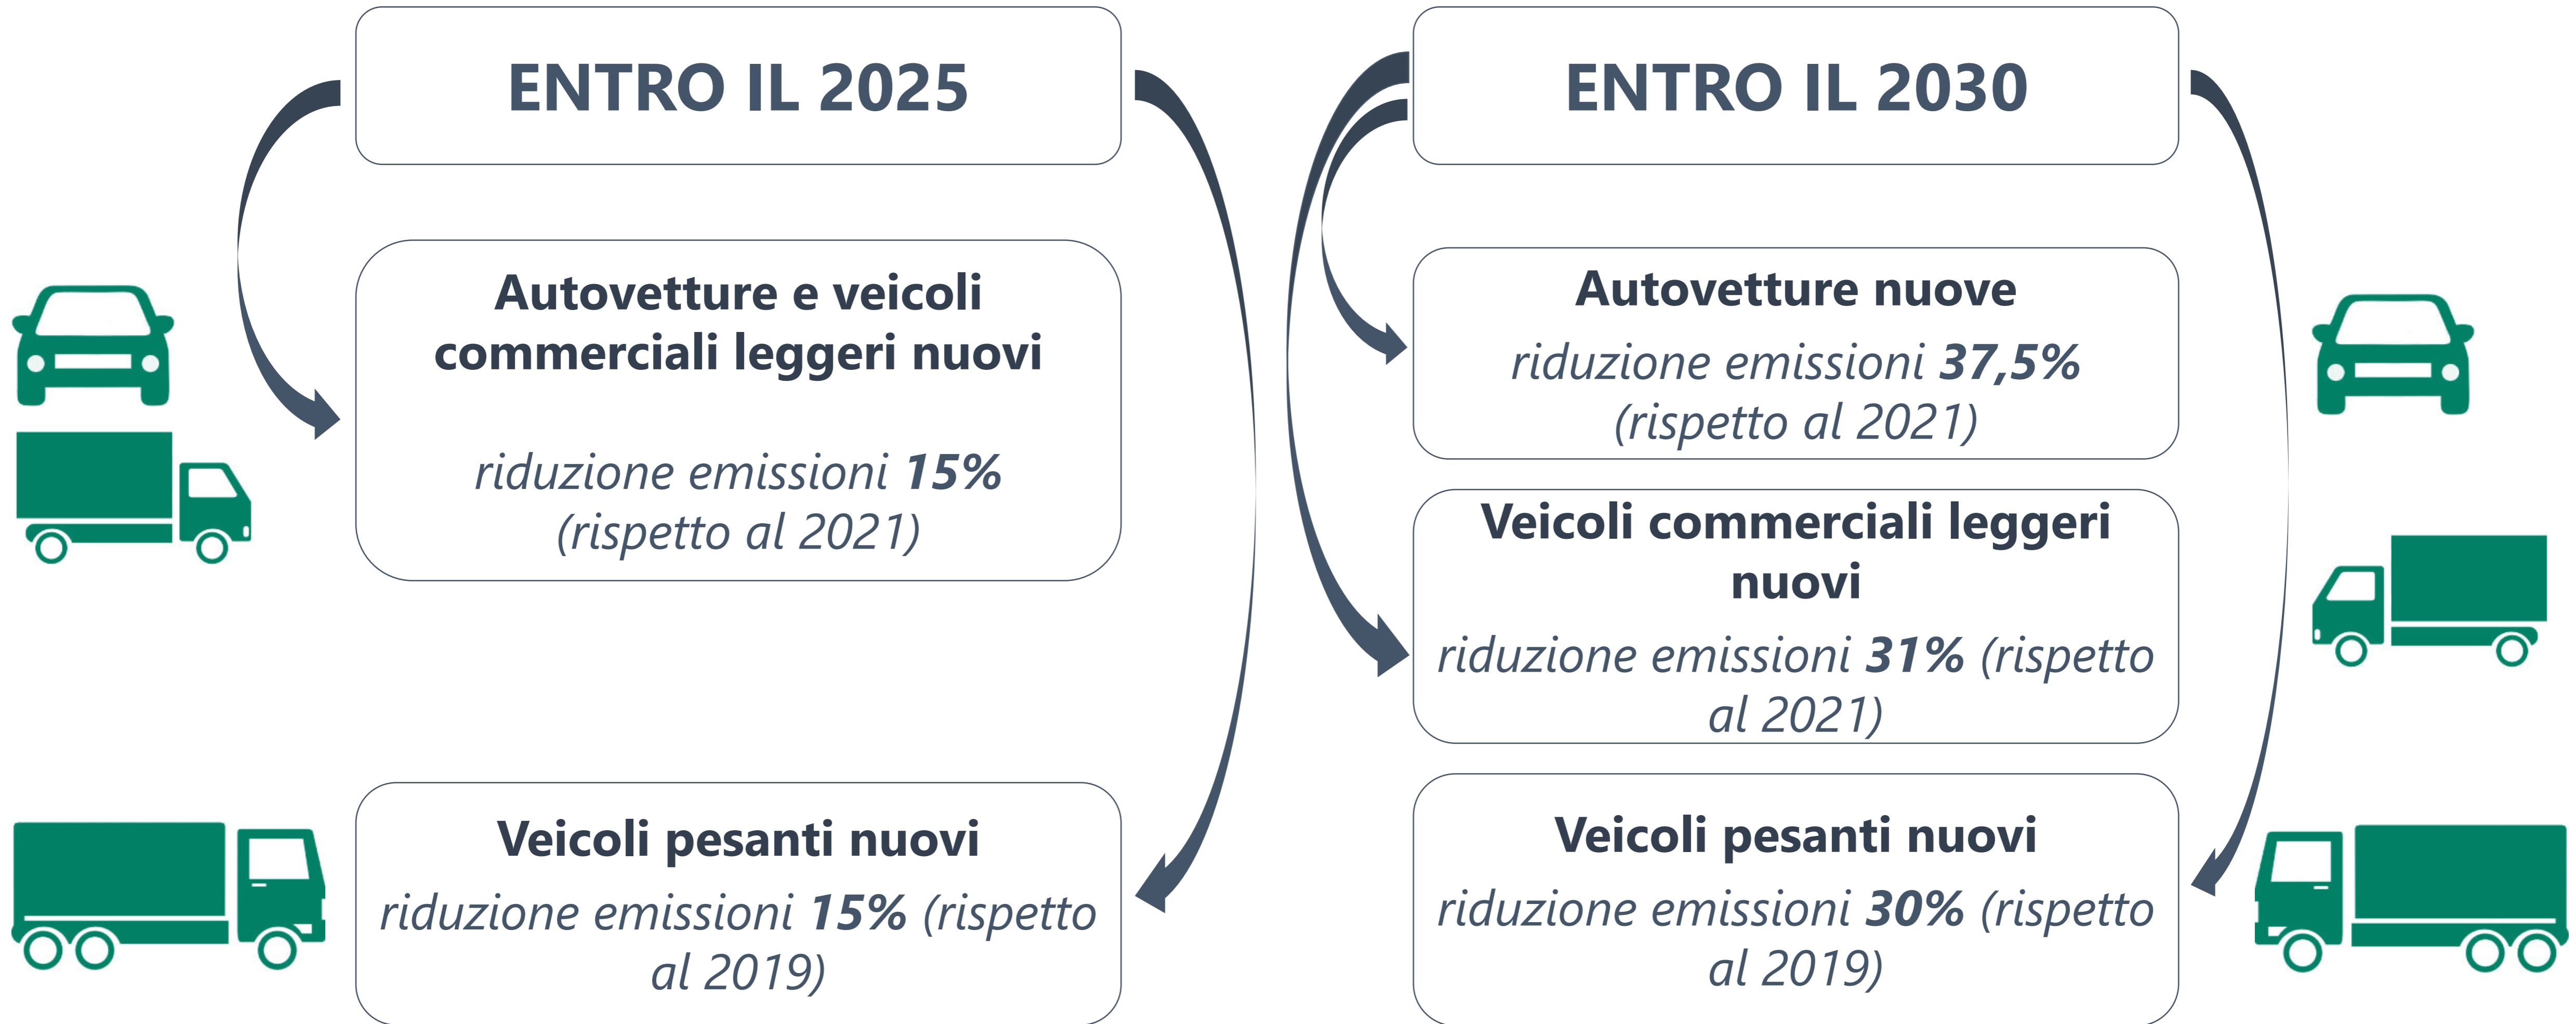 ENTRO IL 2025
Autovetture e veicoli
commerciali leggeri nuovi
riduzione emissioni 15%
(rispetto al 2021)
Veicoli pesanti nuovi
riduzione emissioni 15% (rispetto
al 2019)
ENTRO IL 2030
Autovetture nuove
riduzione emissioni 37,5%
(rispetto al 2021)
Veicoli commerciali leggeri
nuovi
riduzione emissioni 31% (rispetto
al 2021)
Veicoli pesanti nuovi
riduzione emissioni 30% (rispetto
al 2019)